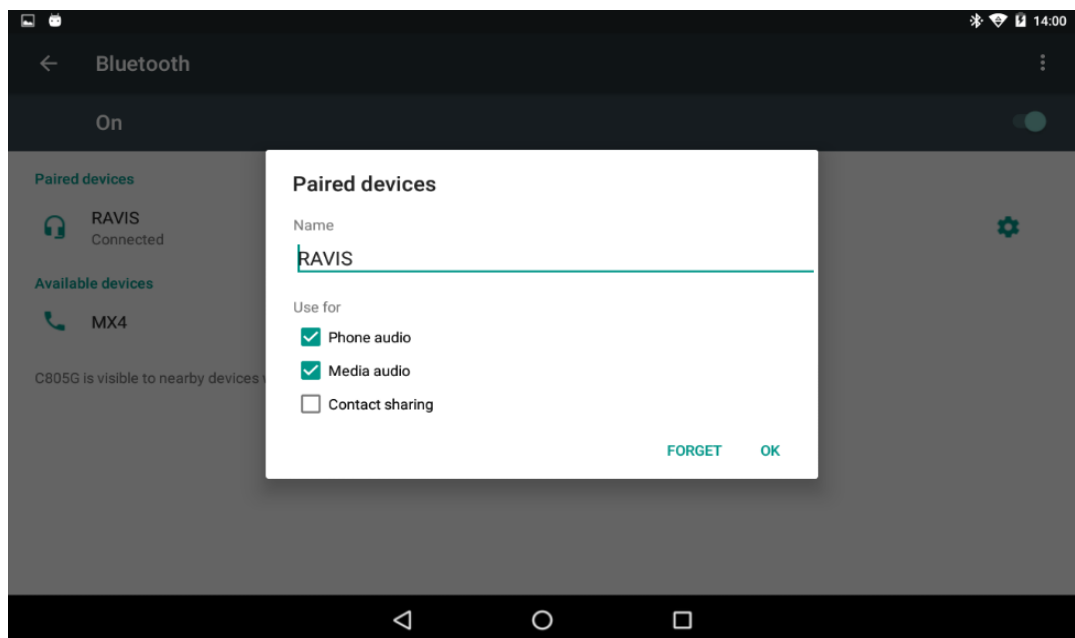 14:00
Bluetooth
On
Paired devices
RAVIS
Connected
Available devices
MX4
C805G is visible to nearby devices
Paired devices
Name
RAVIS
Use for
Phone audio
Media audio
Contact sharing
FORGET OK